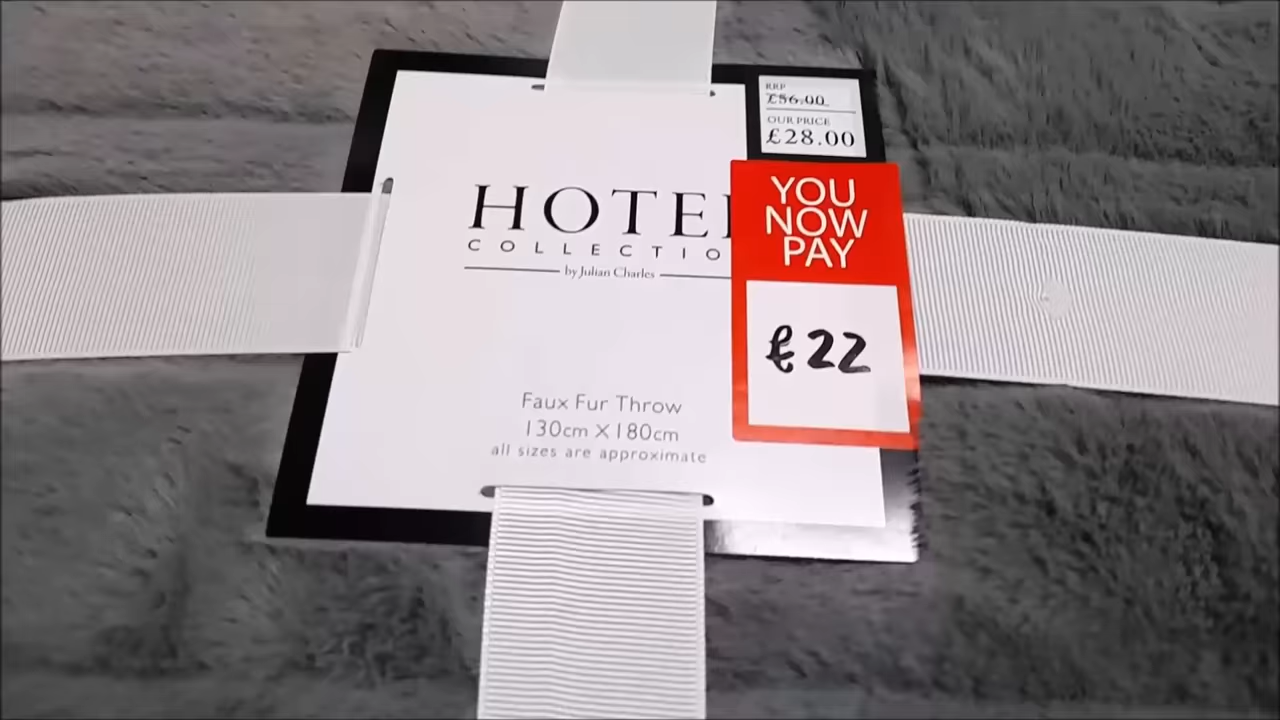 RRP
£56.00
OUR PRICE
£28.00
YOU
NOW
PAY
£22
HOTEL
COLLECTIO
by Julian Charles
Faux Fur Throw
130cm X 180cm
all sizes are approximate